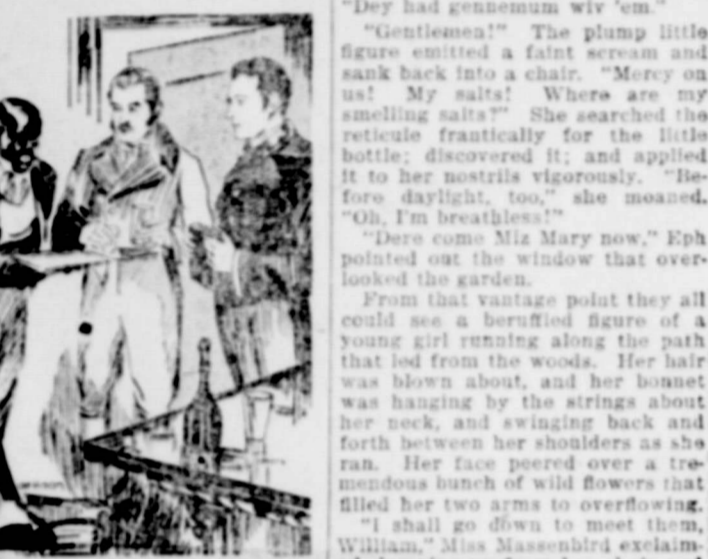 "Dey had gennemum wiv 'em."
"Gentlemen!" The plump little
figure emitted a faint scream and
sank back into a chair. "Mercy on
us! My salts! Where are my
smelling salts?" She searched the
reticule frantically for the little
bottle; discovered it; and applied
it to her nostrils vigorously. "Be-
fore daylight, too," she moaned.
"Oh, I'm breathless!"
"Dere come Miz Mary now," Eph
pointed out the window that over-
looked the garden.
From that vantage point they all
could see a beruffled figure of a
young girl running along the path
that led from the woods. Her hair
was blown about, and her bonnet
was hanging by the strings about
her neck, and swinging back and
forth between her shoulders as she
ran. Her face peered over a tre-
mendous bunch of wild flowers that
filled her two arms to overflowing.
"I shall go down to meet them,
William," Miss Massenbird exclaim-